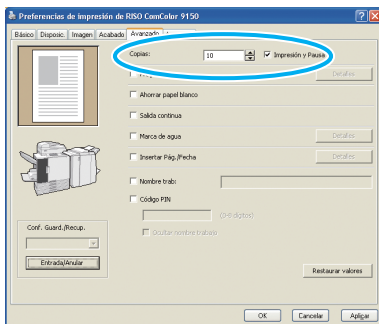 Preferencias de impresión de RISO ComColor 9150
Básico Disposic. Imagen Acabado Avanzado
Copias: 10 Impresión y Pausa
Detalles
Ahorrar papel blanco
Salida continua
Marca de agua Detalles
Insertar Pág./Fecha Detalles
Nombre trab:
Código PIN
(0-8 dígitos)
Ocultar nombre trabajo
Conf. Guard./Recup.
Entrada/Anular
Restaurar valores
OK Cancelar Aplicar